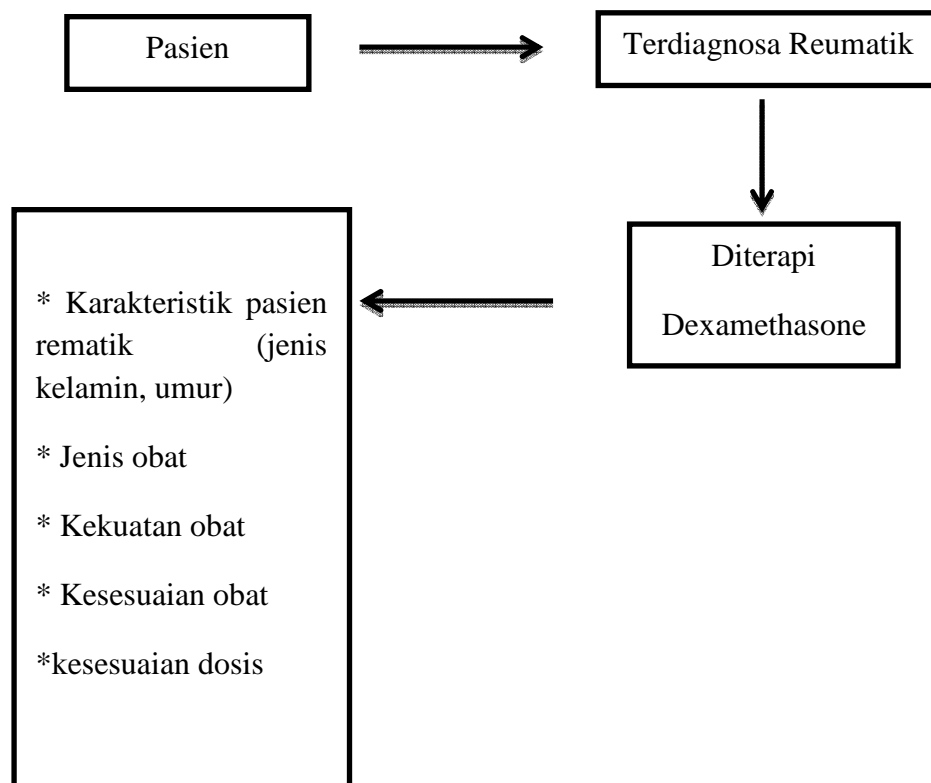 Pasien
Terdiagnosa Reumatik
Diterapi
Dexamethasone
* Karakteristik pasien
rematik (jenis
kelamin, umur)
* Jenis obat
* Kekuatan obat
* Kesesuaian obat
*kesesuaian dosis